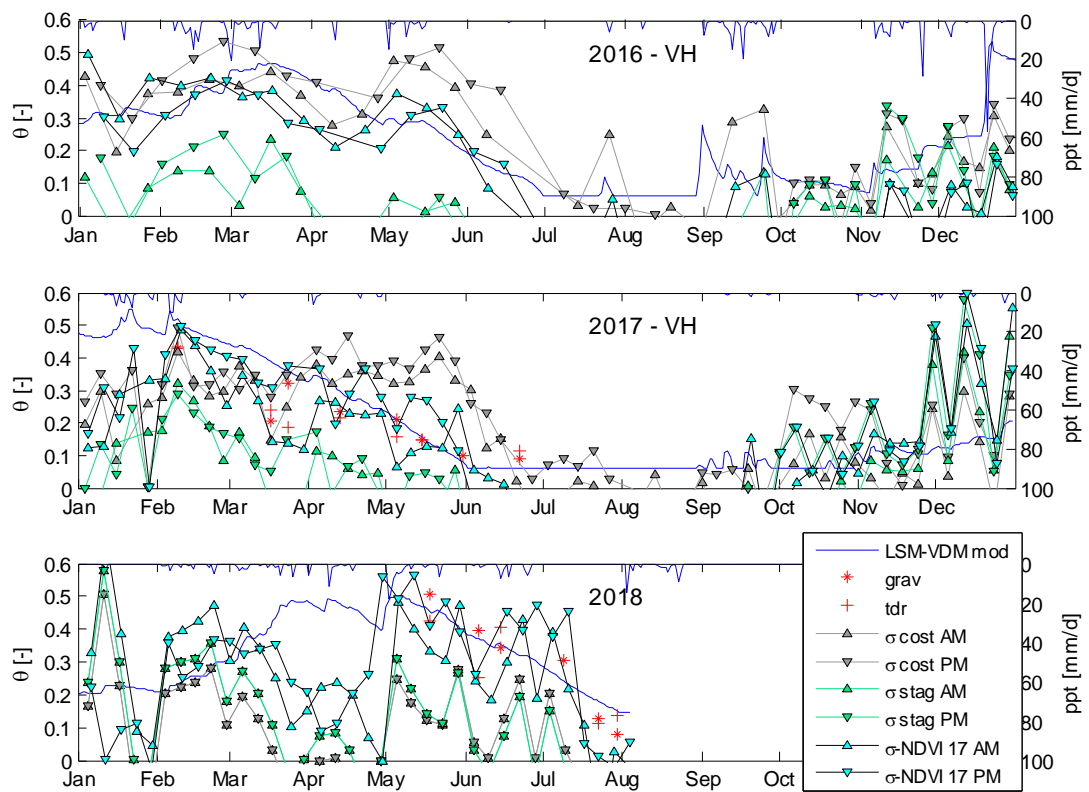 0.6
0.5
0.4
0.3
0.2
0.1
0
θ [-]
2016 - VH
0
20
40
60
80
100
ppt [mm/d]
Jan Feb Mar Apr May Jun Jul Aug Sep Oct Nov Dec
0.6
0.5
0.4
0.3
0.2
0.1
0
θ [-]
2017 - VH
0
20
40
60
80
100
ppt [mm/d]
Jan Feb Mar Apr May Jun Jul Aug Sep Oct Nov Dec
0.6
0.5
0.4
0.3
0.2
0.1
0
θ [-]
2018
0
20
40
60
80
100
ppt [mm/d]
Jan Feb Mar Apr May Jun Jul Aug Sep Oct
LSM-VDM mod
grav
tdr
σ cost AM
σ cost PM
σ stag AM
σ stag PM
σ-NDVI 17 AM
σ-NDVI 17 PM